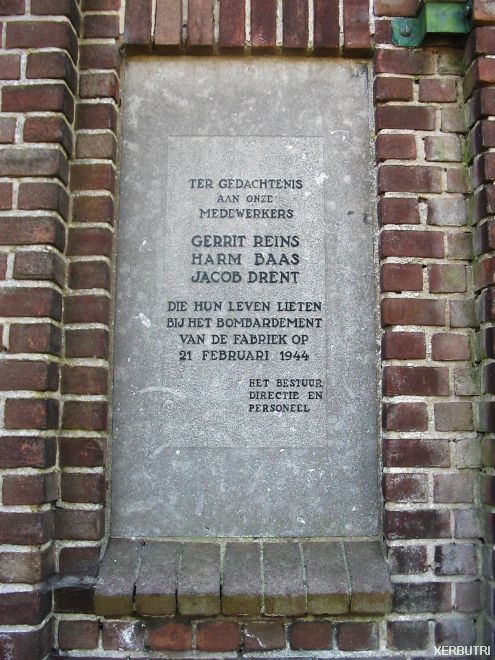 TER GEDACHTENIS
AAN ONZE
MEDEWERKERS
GERRIT REINS
HARM BAAS
JACOB DRENT
DIE HUN LEVEN LIETEN
BIJ HET BOMBARDEMENT
VAN DE FABRIEK OP
21 FEBRUARI 1944
HET BESTUUR
DIRECTIE EN
PERSONEEL
XERBUTRI